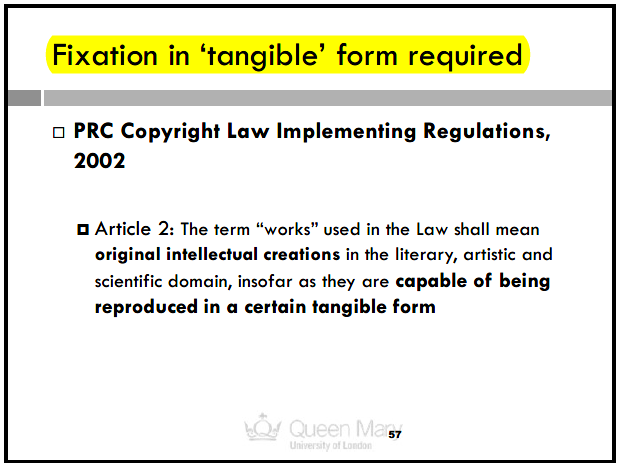 Fixation in ‘tangible’ form required
PRC Copyright Law Implementing Regulations,
2002
Article 2: The term “works” used in the Law shall mean
original intellectual creations in the literary, artistic and
scientific domain, insofar as they are capable of being
reproduced in a certain tangible form
Queen Mary
University of London
57